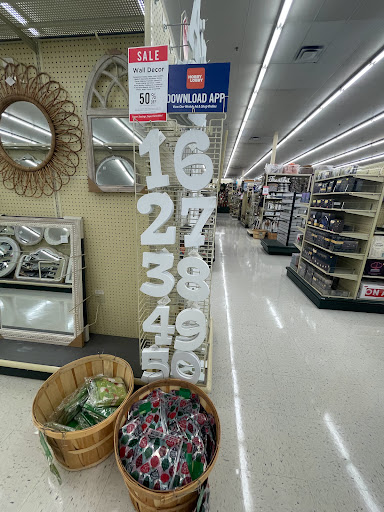 SALE
Wall Decor
50
HOBBY
LOBBY
DOWNLOAD APP
1 6
2 7
3 8
4 9
5 0